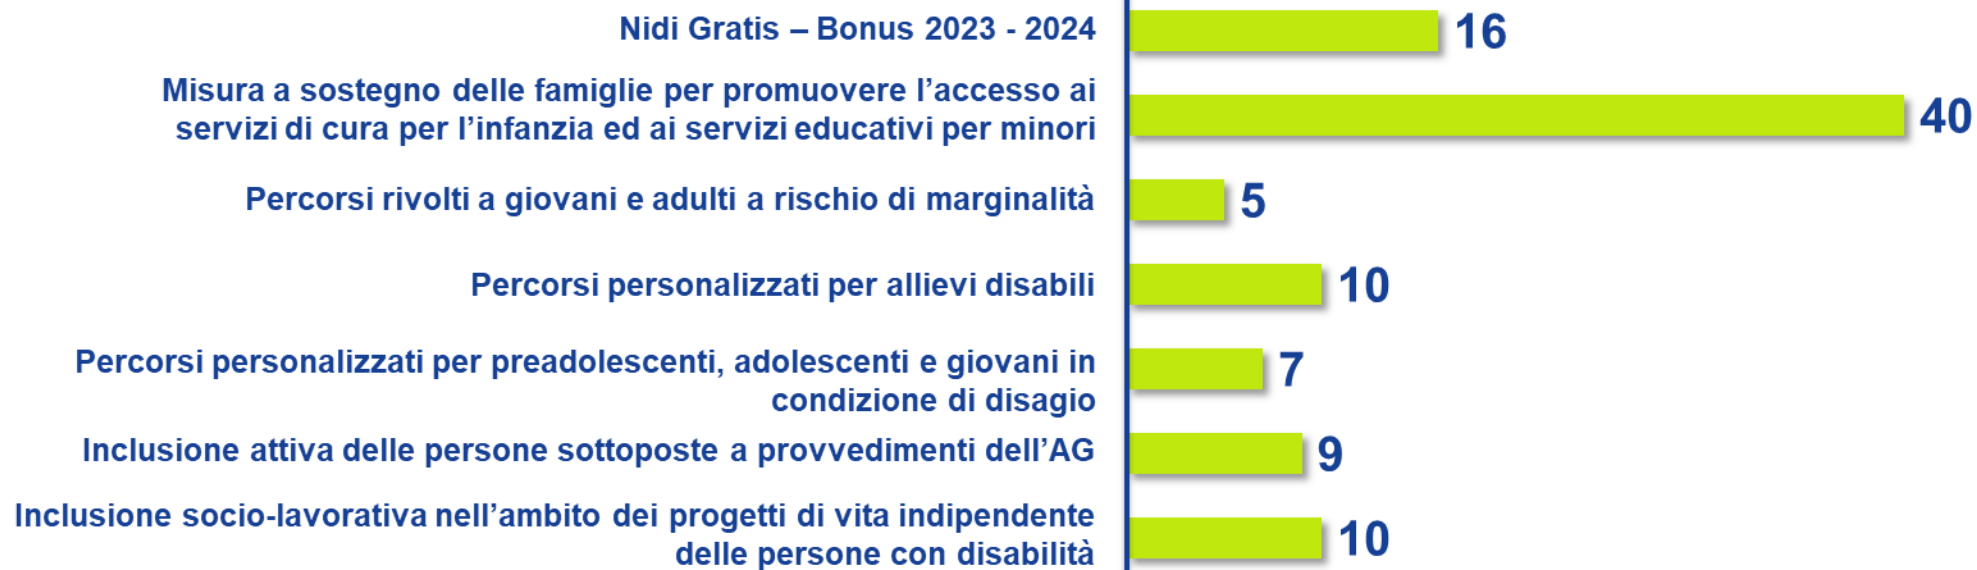 Nidi Gratis – Bonus 2023 - 2024
16
Misura a sostegno delle famiglie per promuovere l’accesso ai
servizi di cura per l’infanzia ed ai servizi educativi per minori
40
Percorsi rivolti a giovani e adulti a rischio di marginalità
5
Percorsi personalizzati per allievi disabili
10
Percorsi personalizzati per preadolescenti, adolescenti e giovani in
condizione di disagio
7
Inclusione attiva delle persone sottoposte a provvedimenti dell’AG
9
Inclusione socio-lavorativa nell’ambito dei progetti di vita indipendente
delle persone con disabilità
10